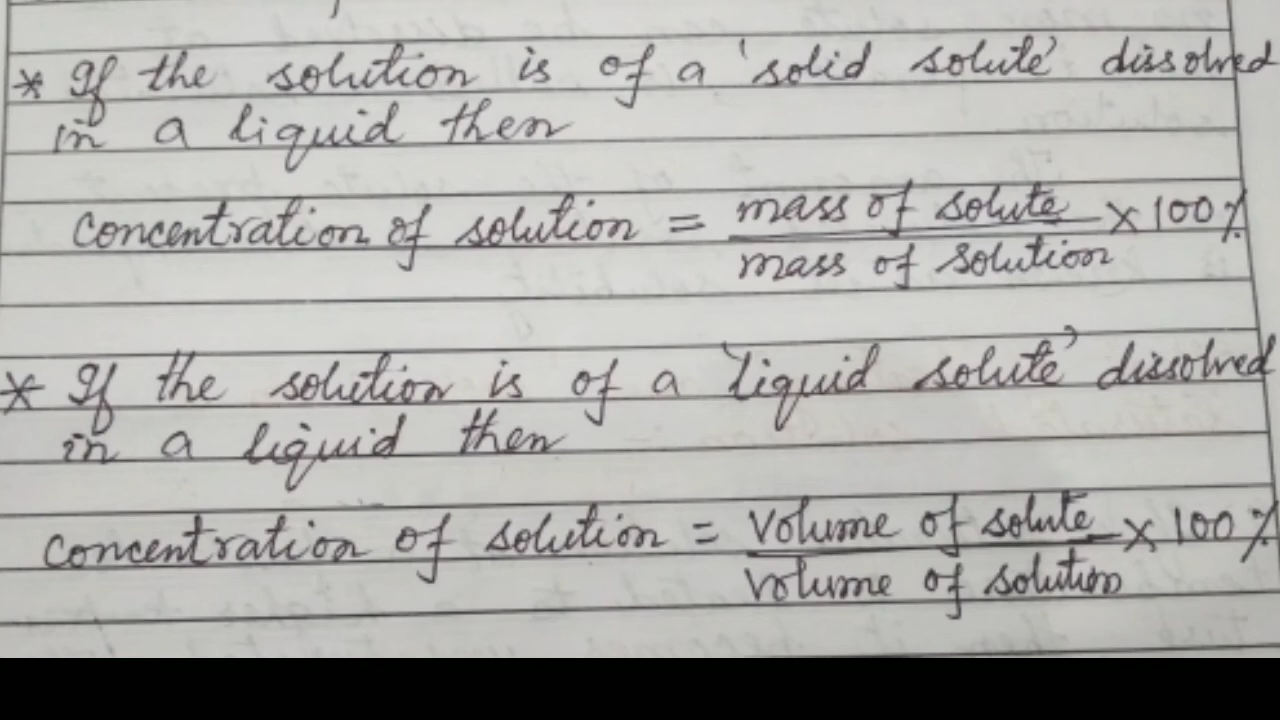 * If the solution is of a 'solid solute' dissolved
in a liquid then
Concentration of solution = mass of solute / mass of solution × 100%
* If the solution is of a 'liquid solute' dissolved
in a liquid then
Concentration of solution = Volume of solute / Volume of solution × 100%